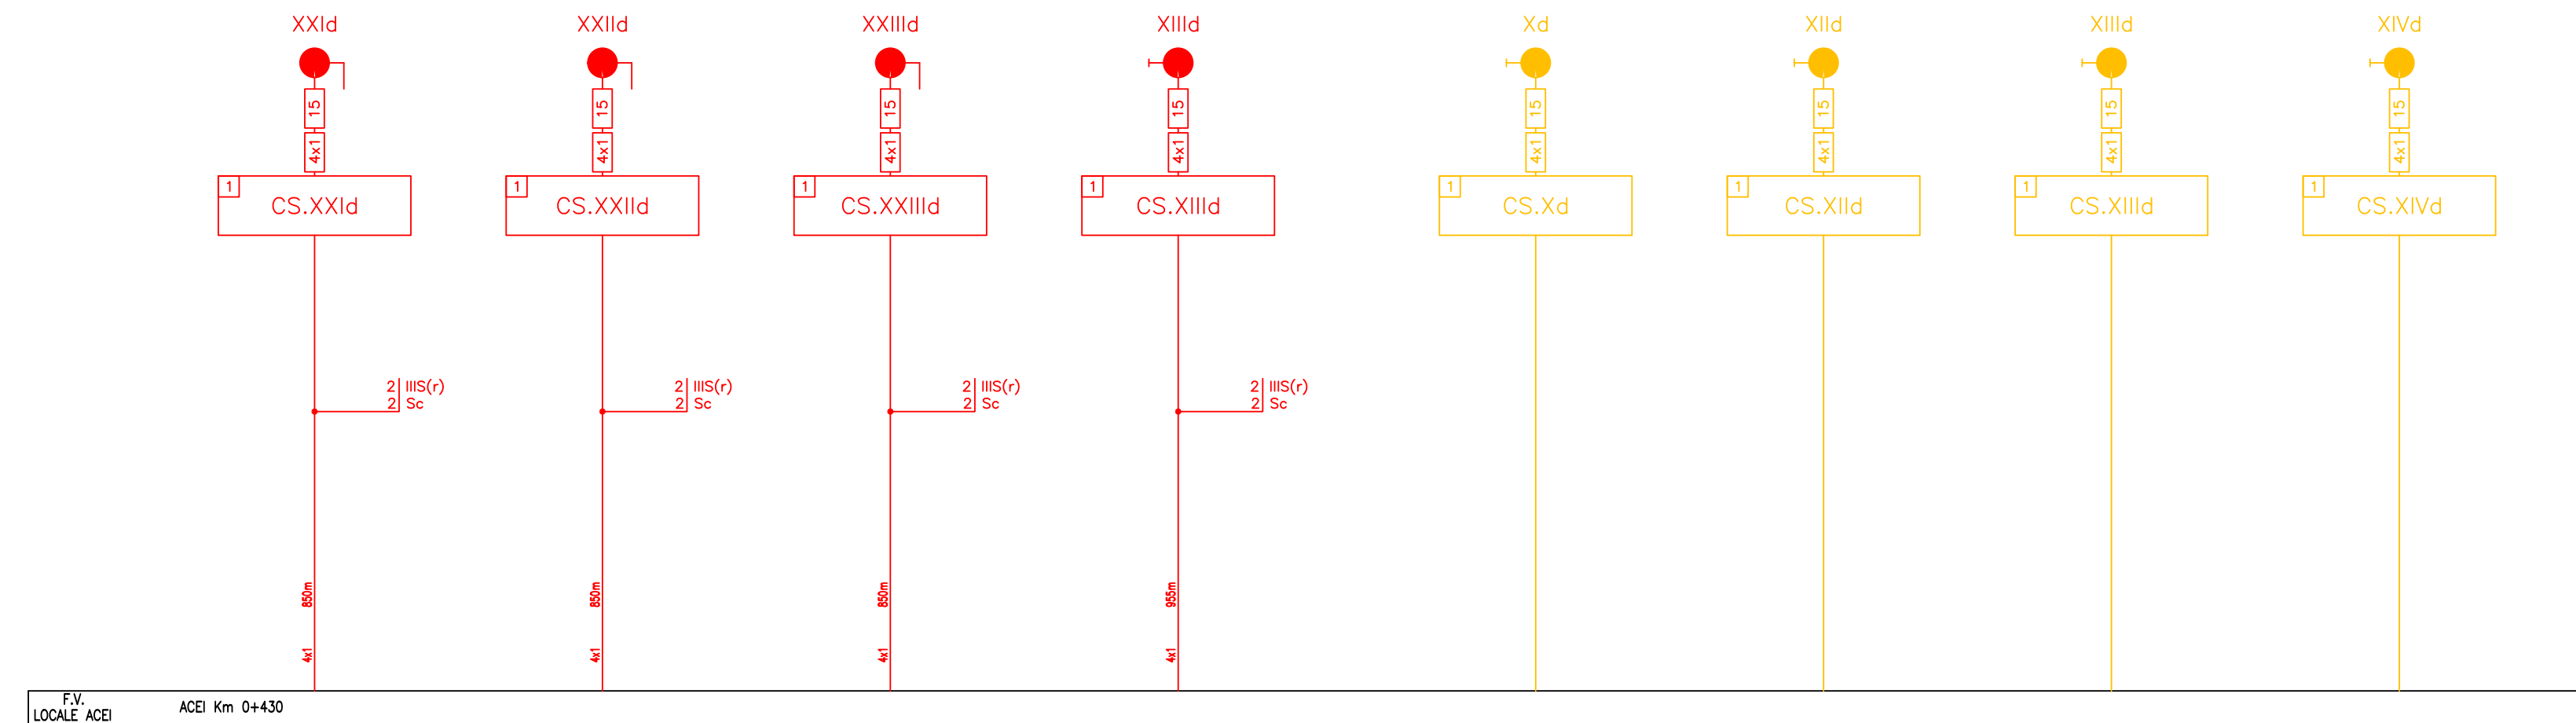 XXId XXIId XXIIId XIIId Xd XIId XIIId XIVd
15 15 15 15 15 15 15 15
4x1 4x1 4x1 4x1 4x1 4x1 4x1 4x1
1 1 1 1 1 1 1 1
CS.XXId CS.XXIId CS.XXIIId CS.XIIId CS.Xd CS.XIId CS.XIIId CS.XIVd
2 IIIS(r) 2 IIIS(r) 2 IIIS(r) 2 IIIS(r)
2 Sc 2 Sc 2 Sc 2 Sc
850m 850m 850m 955m
4x1 4x1 4x1 4x1
F.V.
LOCALE ACEI ACEI Km 0+430